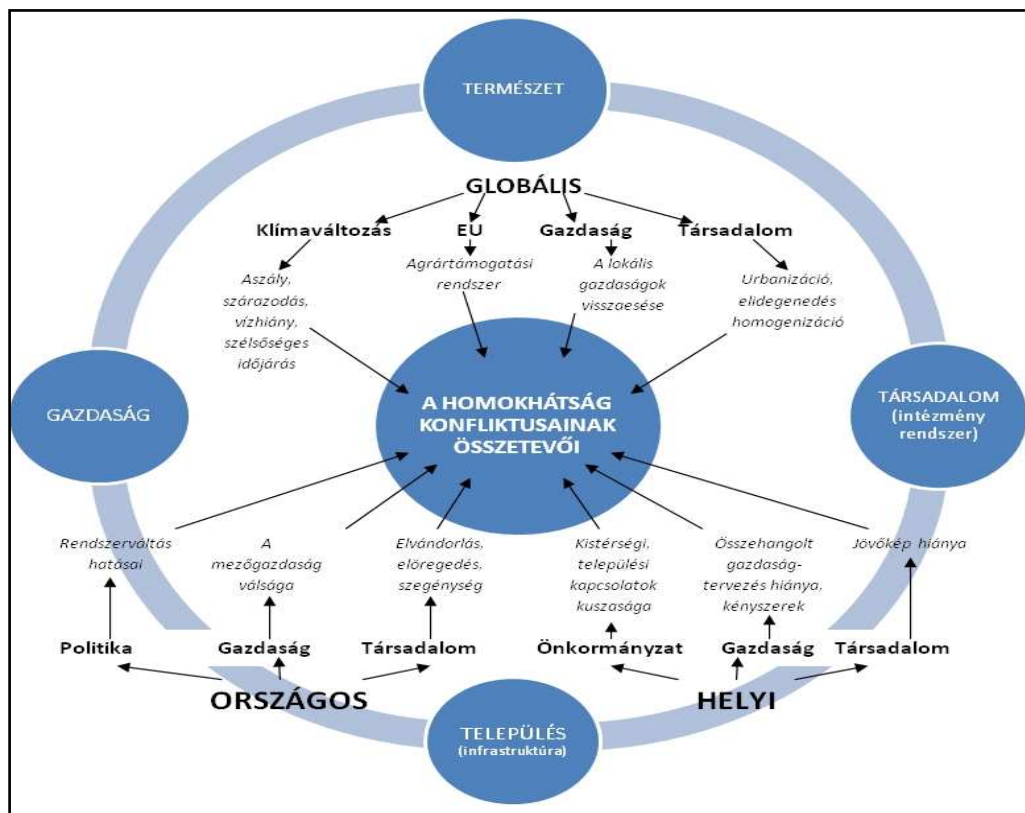 TERMÉSZET
GLOBÁLIS
Klímaváltozás
EU
Gazdaság
Társadalom
Aszály,
szárazodás,
vízhiány,
szélsőséges
időjárás
Agrártámogatási
rendszer
A lokális
gazdaságok
visszaesése
Urbanizáció,
elidegenedés
homogenizáció
GAZDASÁG
A HOMOKHÁTSÁG
KONFLIKTUSAINAK
ÖSSZETEVŐI
TÁRSADALOM
(intézmény
rendszer)
Rendszerváltás
hatásai
A
mezőgazdaság
válsága
Elvándorlás,
elöregedés,
szegénység
Kistérségi,
települési
kapcsolatok
kuszasága
Összehangolt
gazdaság-
tervezés hiánya,
kényszerek
Jövőkép hiánya
Politika
Gazdaság
Társadalom
Önkormányzat
Gazdaság
Társadalom
ORSZÁGOS
HELYI
TELEPÜLÉS
(infrastruktúra)